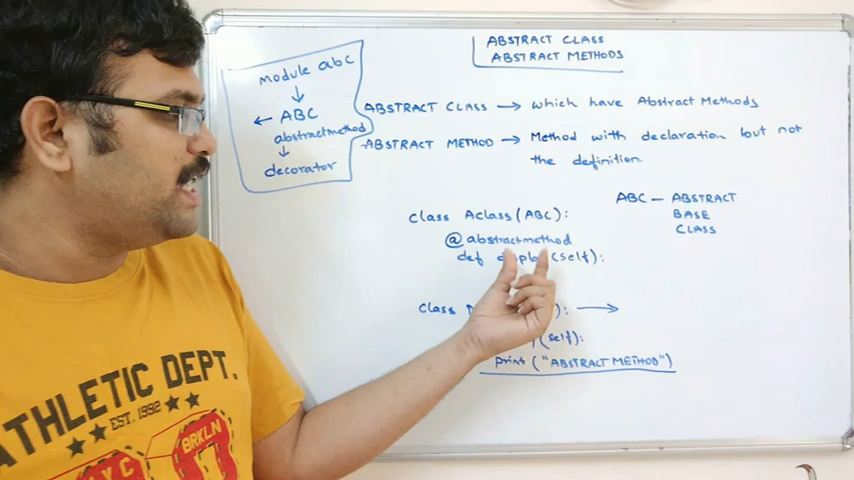 ABSTRACT CLASS
ABSTRACT METHODS
module abc
ABC
abstractmethod
decorator
ABSTRACT CLASS → which have Abstract Methods
ABSTRACT METHOD → Method with declaration but not
the definition.
ABC - ABSTRACT
BASE
CLASS
class Aclass(ABC):
@abstractmethod
def (self):
class ): →
(self):
print ("ABSTRACT METHOD")
ATHLETIC DEPT.
EST. 1992
BRKLN